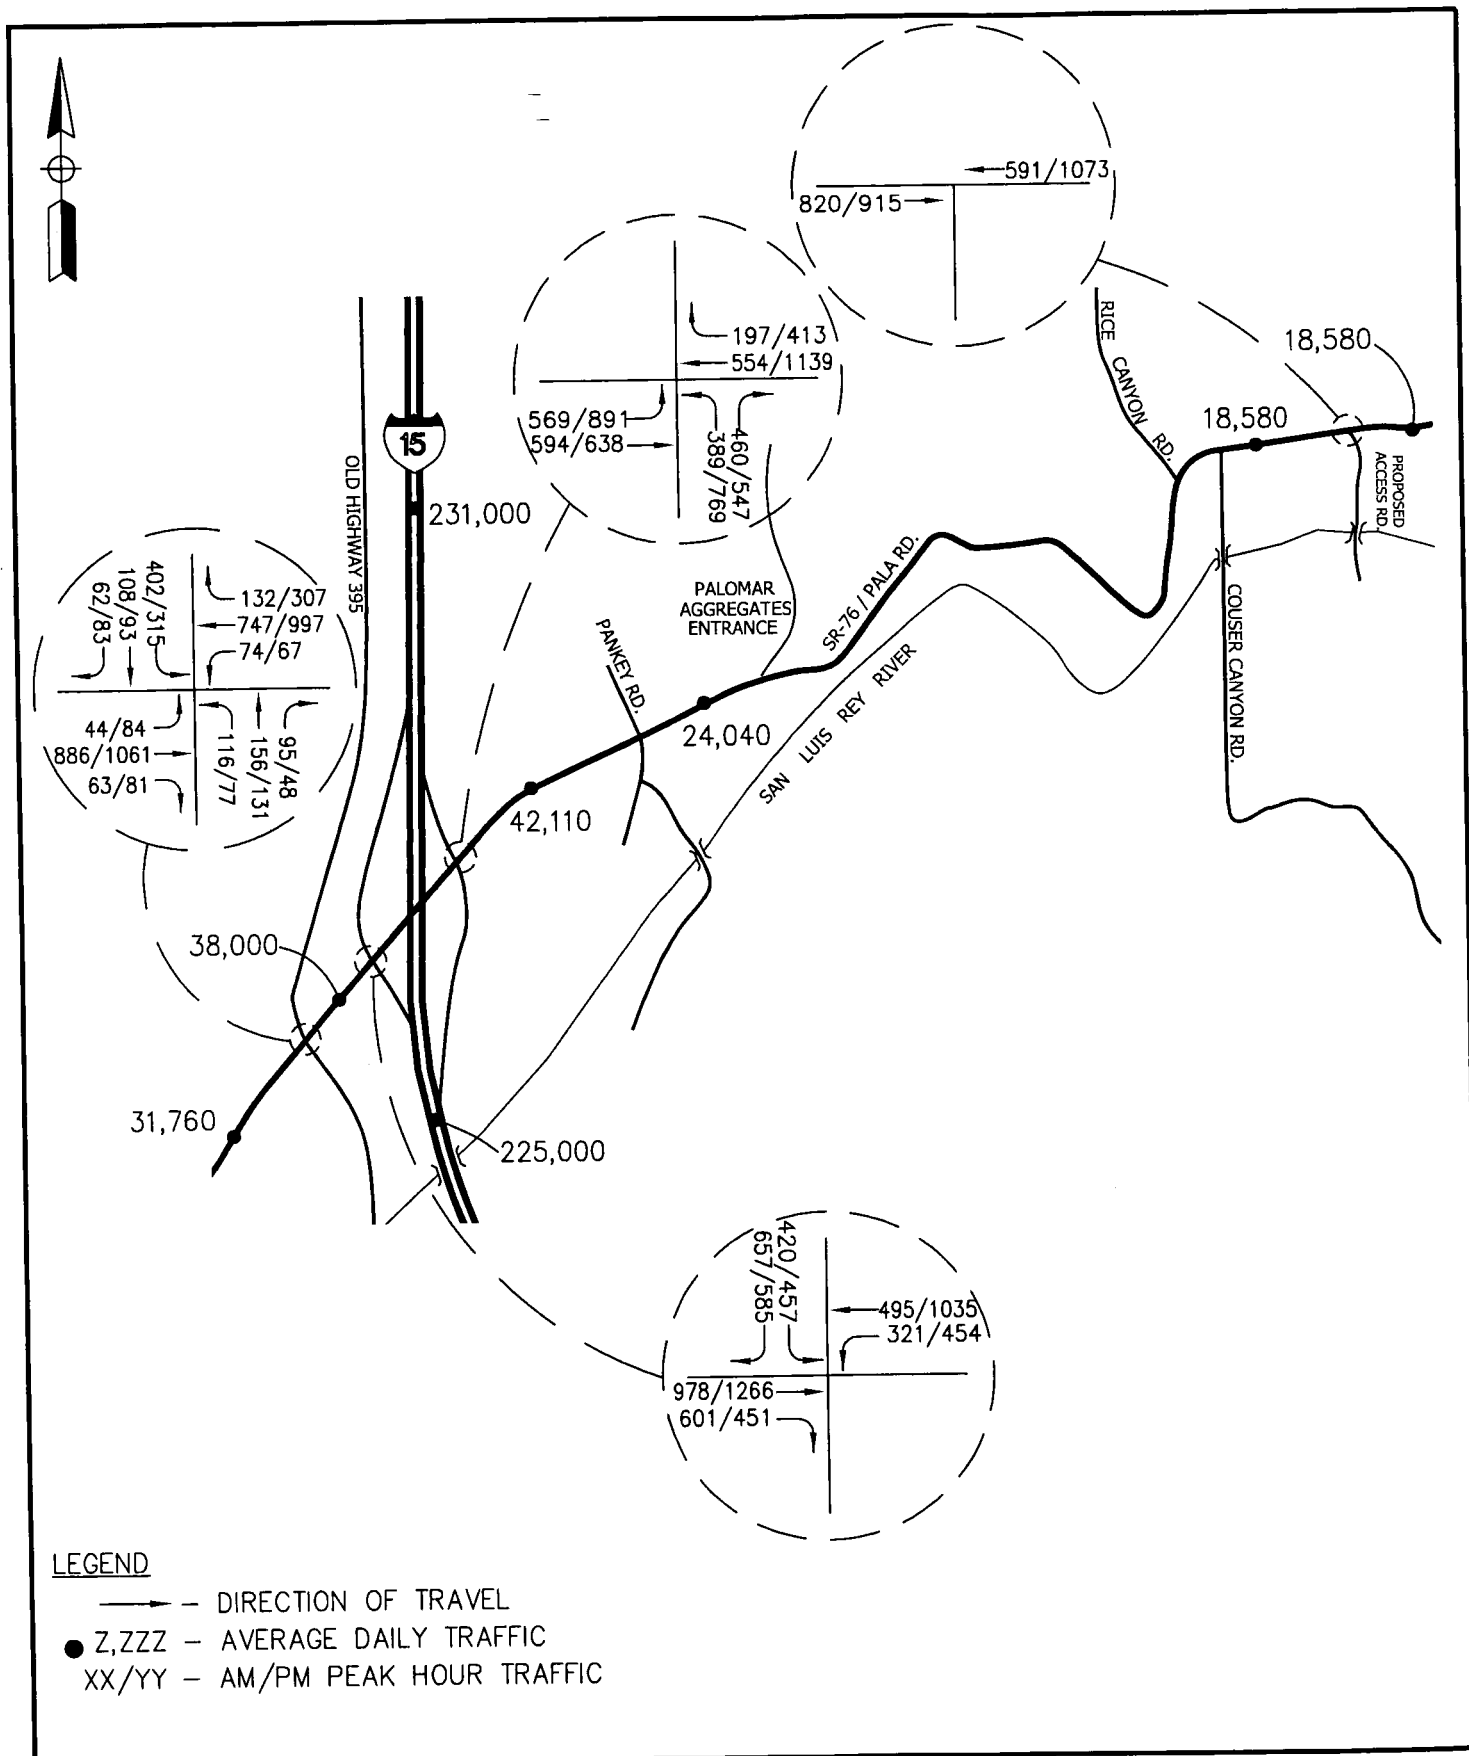 591/1073
820/915
197/413
554/1139
569/891
594/638
460/547
389/769
RICE CANYON RD.
18,580
18,580
PROPOSED
ACCESS RD.
15
OLD HIGHWAY 395
231,000
402/315
108/93
62/83
132/307
747/997
74/67
44/84
886/1061
63/81
116/77
156/131
95/48
PALOMAR
AGGREGATES
ENTRANCE
PANKEY RD.
SR-76 / PALA RD.
SAN LUIS REY RIVER
COUSER CANYON RD.
24,040
42,110
38,000
31,760
225,000
420/457
657/585
495/1035
321/454
978/1266
601/451
LEGEND
– DIRECTION OF TRAVEL
Z,ZZZ – AVERAGE DAILY TRAFFIC
XX/YY – AM/PM PEAK HOUR TRAFFIC